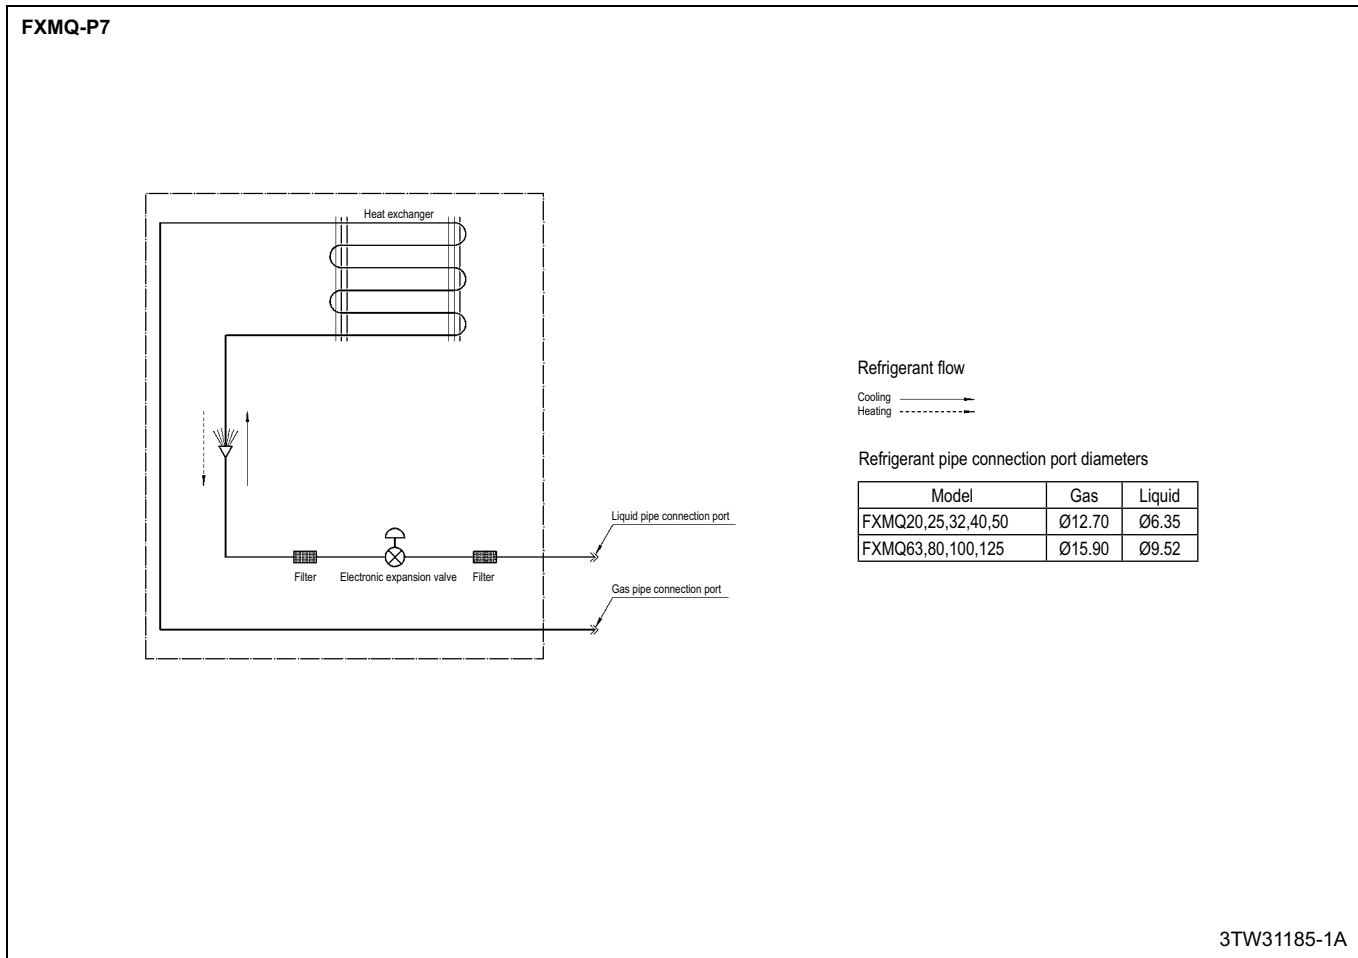 FXMQ-P7
Heat exchanger
Filter
Electronic expansion valve
Filter
Liquid pipe connection port
Gas pipe connection port
Refrigerant flow
Cooling
Heating
Refrigerant pipe connection port diameters
Model Gas Liquid
FXMQ20,25,32,40,50 Ø12.70 Ø6.35
FXMQ63,80,100,125 Ø15.90 Ø9.52
3TW31185-1A